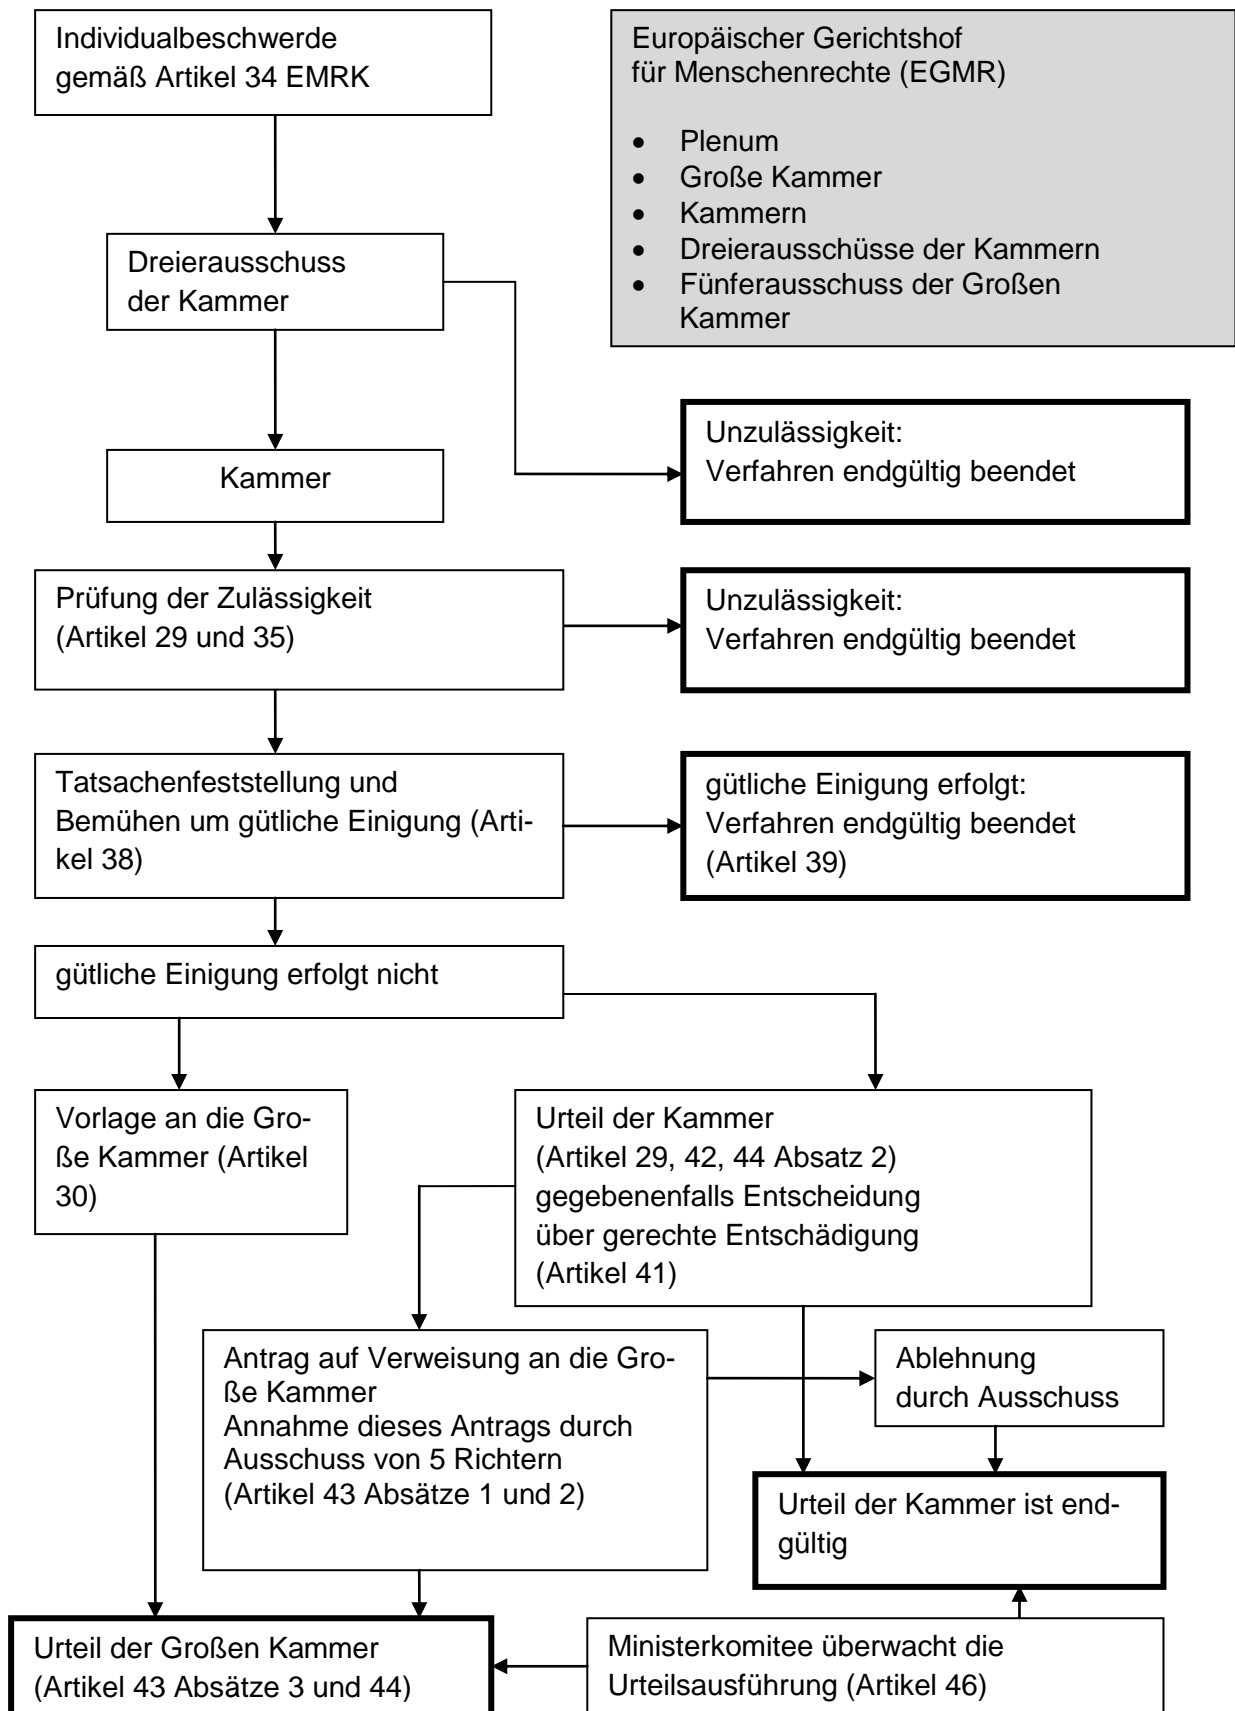 Individualbeschwerde
gemäß Artikel 34 EMRK
Europäischer Gerichtshof
für Menschenrechte (EGMR)
• Plenum
• Große Kammer
• Kammern
• Dreierausschüsse der Kammern
• Fünferausschuss der Großen
Kammer
Dreierausschuss
der Kammer
Unzulässigkeit:
Verfahren endgültig beendet
Kammer
Prüfung der Zulässigkeit
(Artikel 29 und 35)
Unzulässigkeit:
Verfahren endgültig beendet
Tatsachenfeststellung und
Bemühen um gütliche Einigung (Arti-
kel 38)
gütliche Einigung erfolgt:
Verfahren endgültig beendet
(Artikel 39)
gütliche Einigung erfolgt nicht
Vorlage an die Gro-
ße Kammer (Artikel
30)
Urteil der Kammer
(Artikel 29, 42, 44 Absatz 2)
gegebenenfalls Entscheidung
über gerechte Entschädigung
(Artikel 41)
Antrag auf Verweisung an die Gro-
ße Kammer
Annahme dieses Antrags durch
Ausschuss von 5 Richtern
(Artikel 43 Absätze 1 und 2)
Ablehnung
durch Ausschuss
Urteil der Kammer ist end-
gültig
Urteil der Großen Kammer
(Artikel 43 Absätze 3 und 44)
Ministerkomitee überwacht die
Urteilsausführung (Artikel 46)